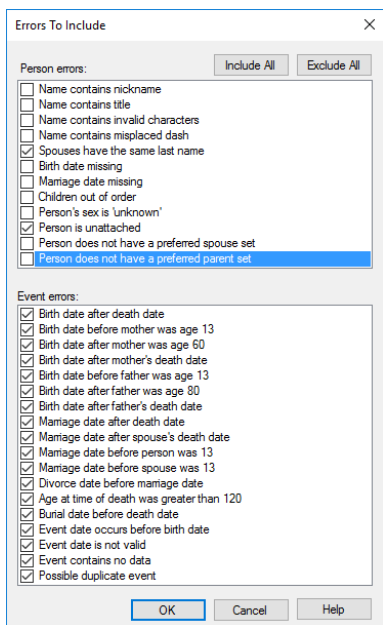 Errors To Include
Person errors:
Include All
Exclude All
Name contains nickname
Name contains title
Name contains invalid characters
Name contains misplaced dash
Spouses have the same last name
Birth date missing
Marriage date missing
Children out of order
Person's sex is 'unknown'
Person is unattached
Person does not have a preferred spouse set
Person does not have a preferred parent set
Event errors:
Birth date after death date
Birth date before mother was age 13
Birth date after mother was age 60
Birth date after mother's death date
Birth date before father was age 13
Birth date after father was age 80
Birth date after father's death date
Marriage date after death date
Marriage date after spouse's death date
Marriage date before person was 13
Marriage date before spouse was 13
Divorce date before marriage date
Age at time of death was greater than 120
Burial date before death date
Event date occurs before birth date
Event date is not valid
Event contains no data
Possible duplicate event
OK
Cancel
Help